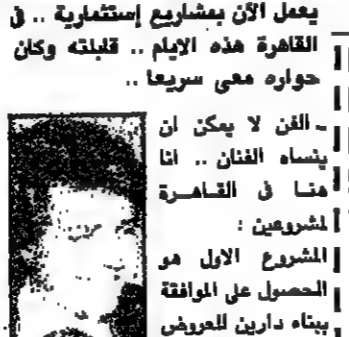 يعمل الآن بمشاريع إستثمارية .. في
القاهرة هذه الايام .. قابلته وكان
حواره معي سريعا ..
ـ الفن لا يمكن ان
ينساه الفنان .. انا
هنا في القاهرة
لمشروعين :
المشروع الاول هو
الحصول على الموافقة
ببناء دارين للعروض